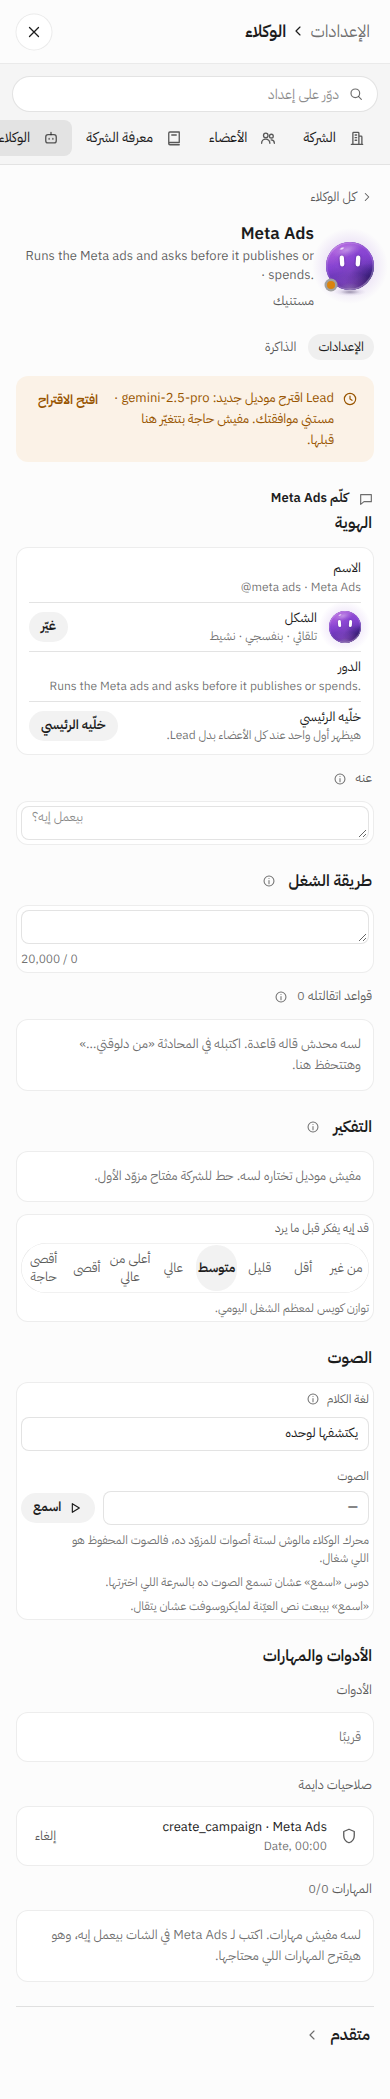 الإعدادات › الوكلاء
دوّر على إعداد
الشركة
الأعضاء
معرفة الشركة
الوكلاء
كل الوكلاء
Meta Ads
Runs the Meta ads and asks before it publishes or spends. ·
مستنيك
الإعدادات
الذاكرة
Lead اقترح موديل جديد: gemini-2.5-pro ·
مستني موافقتك. مفيش حاجة بتتغيّر هنا
قبلها.
افتح الاقتراح
كلّم Meta Ads
الهوية
الاسم
@meta ads · Meta Ads
الشكل
تلقائي · بنفسجي · نشيط
غيّر
الدور
Runs the Meta ads and asks before it publishes or spends.
خلّيه الرئيسي
هيظهر أول واحد عند كل الأعضاء بدل Lead.
خلّيه الرئيسي
عنه
بيعمل إيه؟
طريقة الشغل
20,000 / 0
قواعد اتقالتله 0
لسه محدش قاله قاعدة. اكتبله في المحادثة «من دلوقتي...»
وهتتحفظ هنا.
التفكير
مفيش موديل تختاره لسه. حط للشركة مفتاح مزوّد الأول.
قد إيه يفكر قبل ما يرد
من غير
أقل
قليل
متوسط
عالي
أعلى من عالي
أقصى
أقصى حاجة
توازن كويس لمعظم الشغل اليومي.
الصوت
لغة الكلام
يكتشفها لوحده
الصوت
—
اسمع
محرك الوكلاء مالوش لستة أصوات للمزوّد ده، فالصوت المحفوظ هو
اللي شغال.
دوس «اسمع» عشان تسمع الصوت ده بالسرعة اللي اخترتها.
«اسمع» بيبعت نص العيّنة لمايكروسوفت عشان يتقال.
الأدوات والمهارات
الأدوات
قريبًا
صلاحيات دايمة
create_campaign · Meta Ads
Date, 00:00
إلغاء
المهارات 0/0
لسه مفيش مهارات. اكتب لـ Meta Ads في الشات بيعمل إيه، وهو
هيقترح المهارات اللي محتاجها.
متقدم